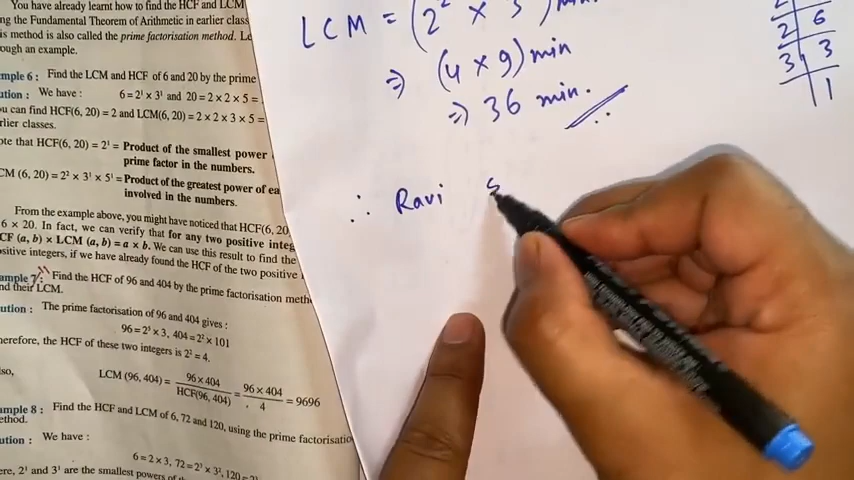 You have already learnt how to find the HCF and LCM
ng the Fundamental Theorem of Arithmetic in earlier class
is method is also called the prime factorisation method. Le
ough an example.
mple 6 : Find the LCM and HCF of 6 and 20 by the prime
ution : We have : 6 = 2¹ × 3¹ and 20 = 2 × 2 × 5 =
u can find HCF(6, 20) = 2 and LCM(6, 20) = 2 × 2 × 3 × 5 =
rlier classes.
ote that HCF(6, 20) = 2¹ = Product of the smallest power
prime factor in the numbers.
CM (6, 20) = 2² × 3¹ × 5¹ = Product of the greatest power of ea
involved in the numbers.
From the example above, you might have noticed that HCF(6, 20
6 × 20. In fact, we can verify that for any two positive integ
CF (a, b) × LCM (a, b) = a × b. We can use this result to find the
sitive integers, if we have already found the HCF of the two positive
ample 7 : Find the HCF of 96 and 404 by the prime factorisation meth
nd their LCM.
ution : The prime factorisation of 96 and 404 gives :
96 = 2⁵ × 3, 404 = 2² × 101
herefore, the HCF of these two integers is 2² = 4.
so,
LCM (96, 404) = 96 × 404 / HCF(96, 404) = 96 × 404 / 4 = 9696
ample 8 : Find the HCF and LCM of 6, 72 and 120, using the prime factorisatio
ethod.
ution : We have :
6 = 2 × 3, 72 = 2³ × 3², 120 =
ere, 2¹ and 3¹ are the smallest powers of
LCM = (2² × 3 ) min
⇒ (4 × 9) min
⇒ 36 min.
∴ Ravi S
2 6
3 3
1